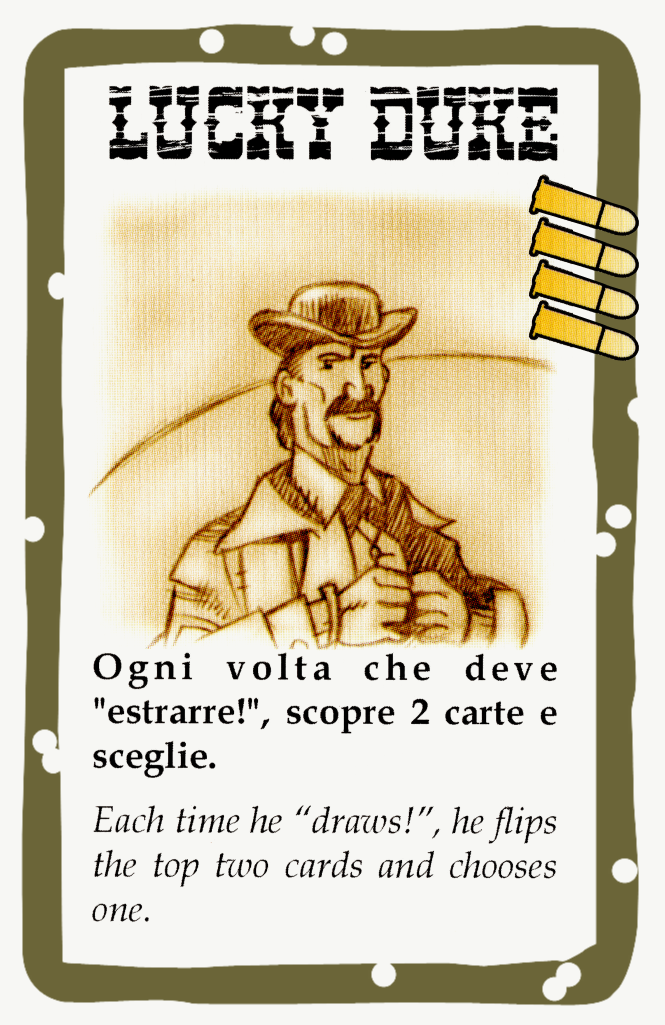 LUCKY DUKE
Ogni volta che deve
"estrarre!", scopre 2 carte e
sceglie.
Each time he “draws!”, he flips
the top two cards and chooses
one.